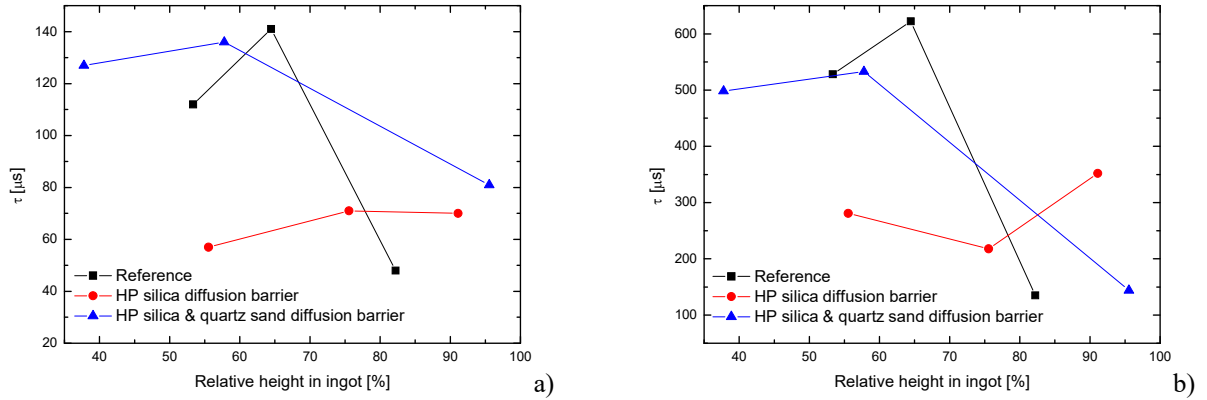 140
120
100
80
60
40
20
τ [μs]
Reference
HP silica diffusion barrier
HP silica & quartz sand diffusion barrier
40 50 60 70 80 90 100
Relative height in ingot [%]
a)
600
500
400
300
200
100
τ [μs]
Reference
HP silica diffusion barrier
HP silica & quartz sand diffusion barrier
40 50 60 70 80 90 100
Relative height in ingot [%]
b)